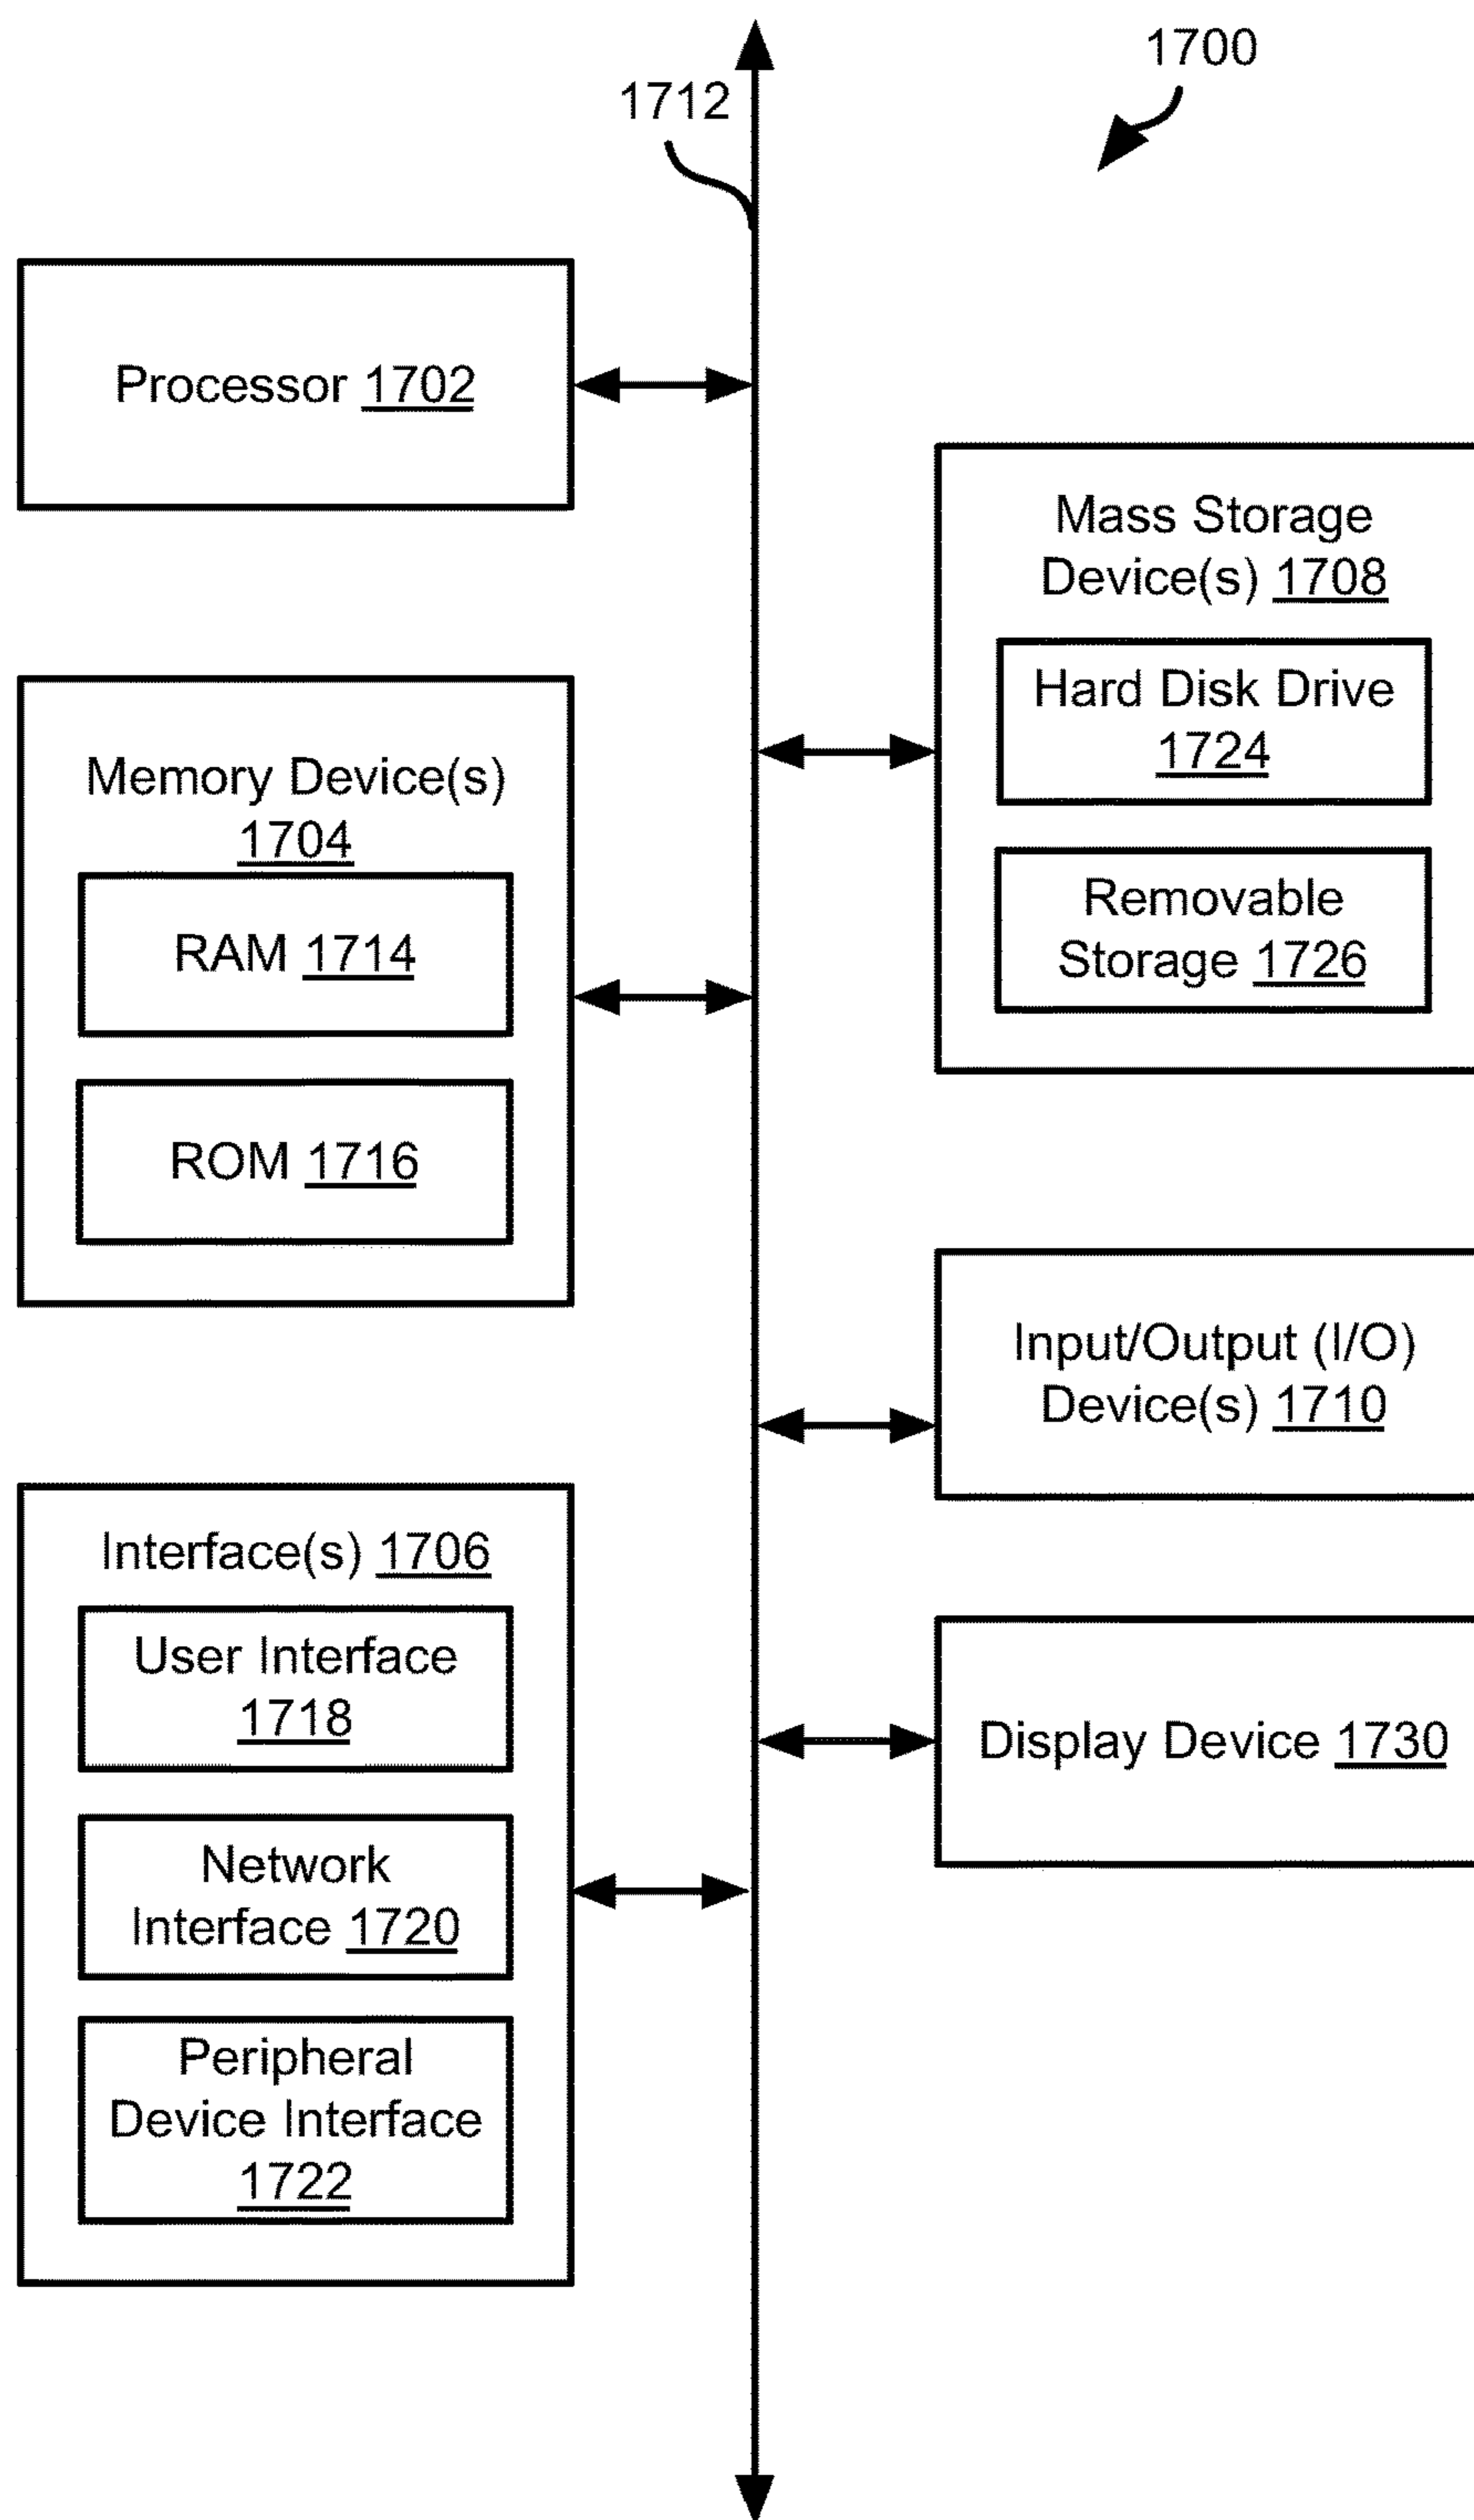 1700
1712
Processor 1702
Memory Device(s)
1704
RAM 1714
ROM 1716
Interface(s) 1706
User Interface
1718
Network
Interface 1720
Peripheral
Device Interface
1722
Mass Storage
Device(s) 1708
Hard Disk Drive
1724
Removable
Storage 1726
Input/Output (I/O)
Device(s) 1710
Display Device 1730